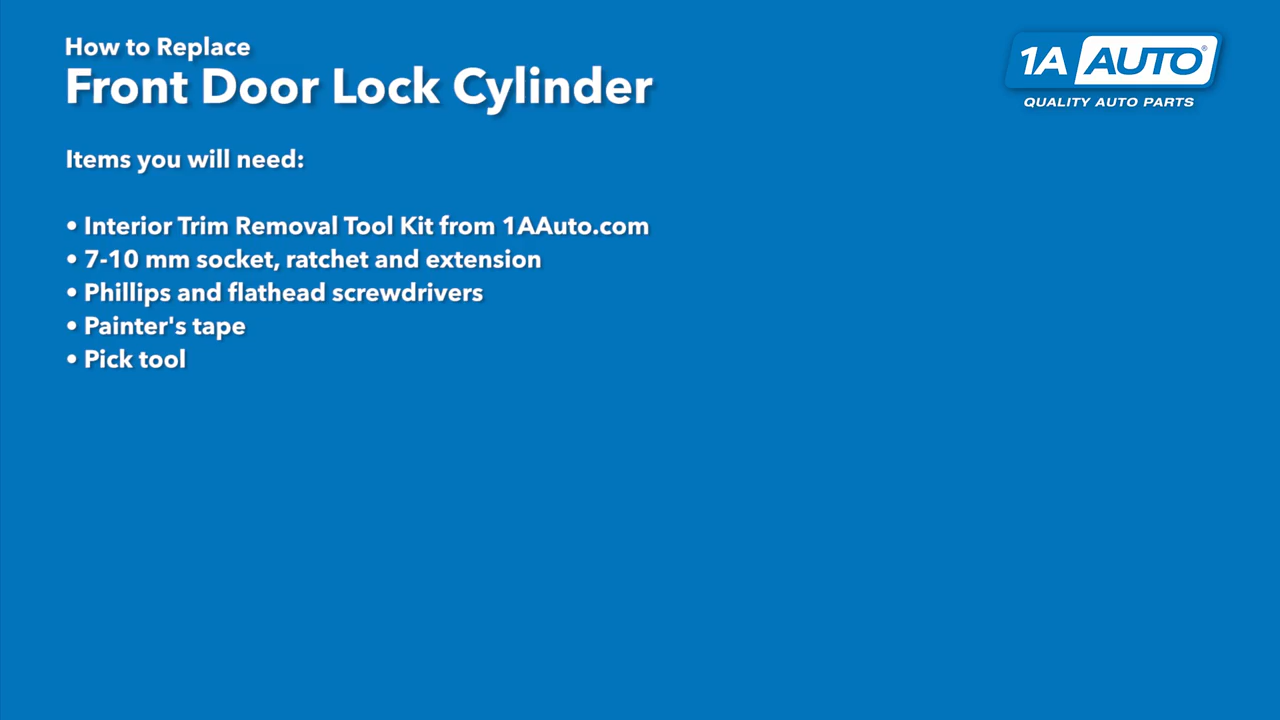 How to Replace
Front Door Lock Cylinder
1A AUTO®
QUALITY AUTO PARTS
Items you will need:
• Interior Trim Removal Tool Kit from 1AAuto.com
• 7-10 mm socket, ratchet and extension
• Phillips and flathead screwdrivers
• Painter's tape
• Pick tool